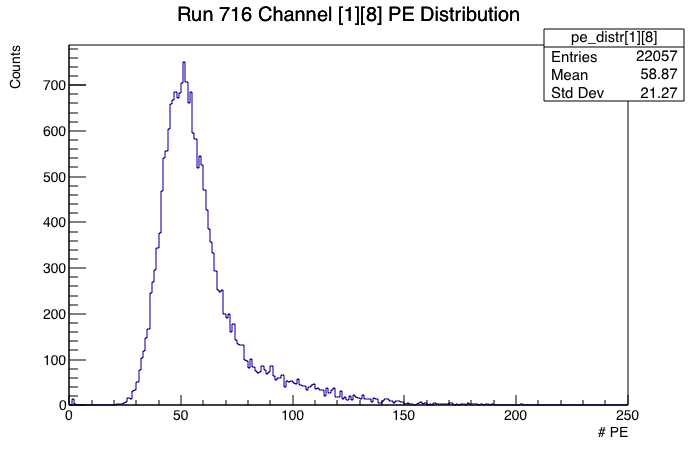 Run 716 Channel [1][8] PE Distribution
pe_distr[1][8]
Entries 22057
Mean 58.87
Std Dev 21.27
Counts
700
600
500
400
300
200
100
0
0 50 100 150 200 250
# PE